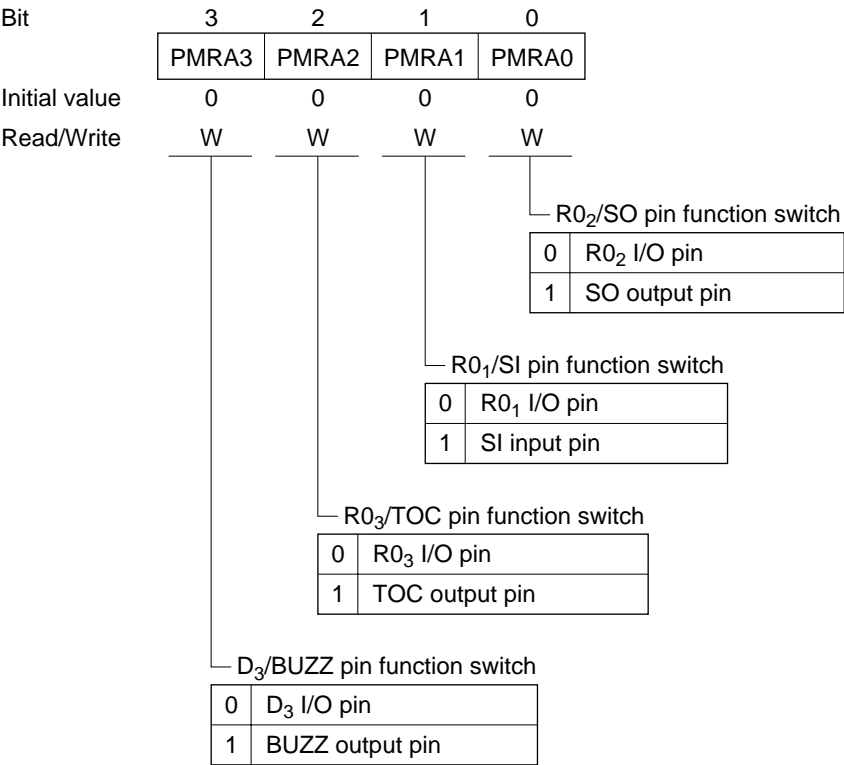 Bit 3 2 1 0
PMRA3 PMRA2 PMRA1 PMRA0
Initial value 0 0 0 0
Read/Write W W W W
R0₂/SO pin function switch
0 R0₂ I/O pin
1 SO output pin
R0₁/SI pin function switch
0 R0₁ I/O pin
1 SI input pin
R0₃/TOC pin function switch
0 R0₃ I/O pin
1 TOC output pin
D₃/BUZZ pin function switch
0 D₃ I/O pin
1 BUZZ output pin